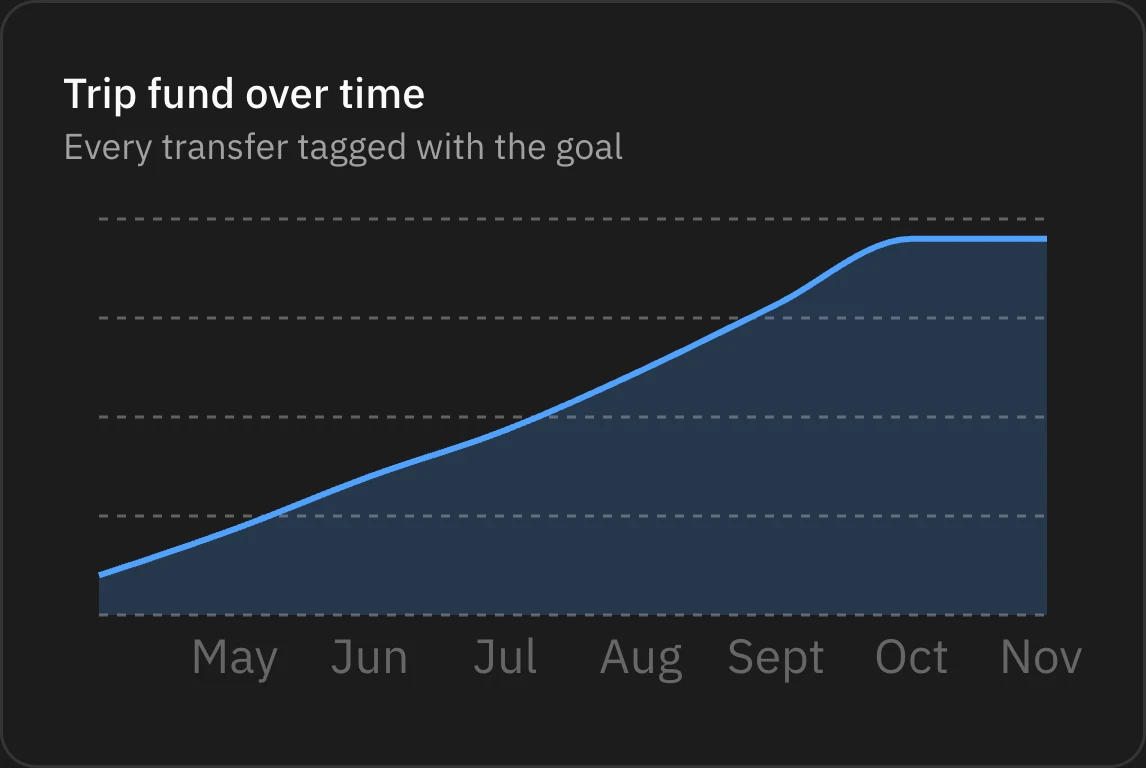 Trip fund over time
Every transfer tagged with the goal
May Jun Jul Aug Sept Oct Nov